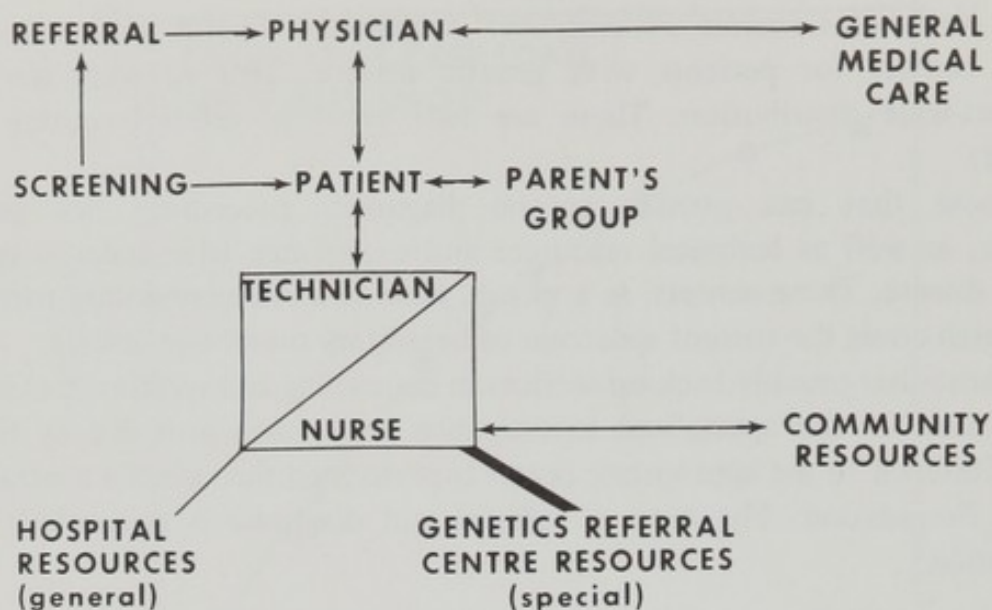 REFERRAL PHYSICIAN GENERAL
MEDICAL
CARE
SCREENING PATIENT PARENT'S
GROUP
TECHNICIAN
NURSE
COMMUNITY
RESOURCES
HOSPITAL
RESOURCES
(general)
GENETICS REFERRAL
CENTRE RESOURCES
(special)